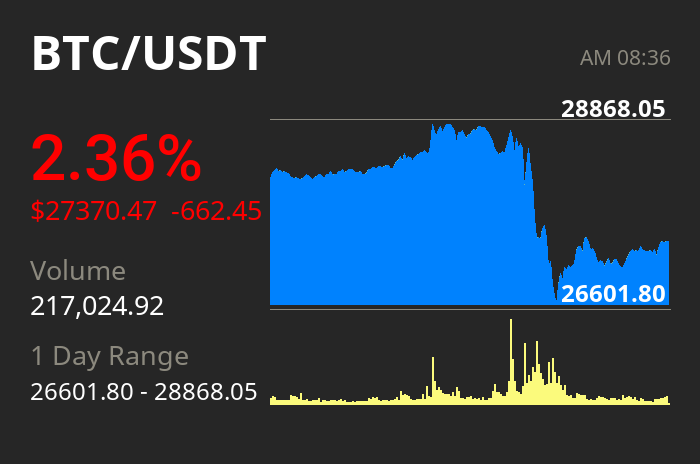 BTC/USDT
AM 08:36
28868.05
2.36%
$27370.47 -662.45
Volume
217,024.92
26601.80
1 Day Range
26601.80 - 28868.05